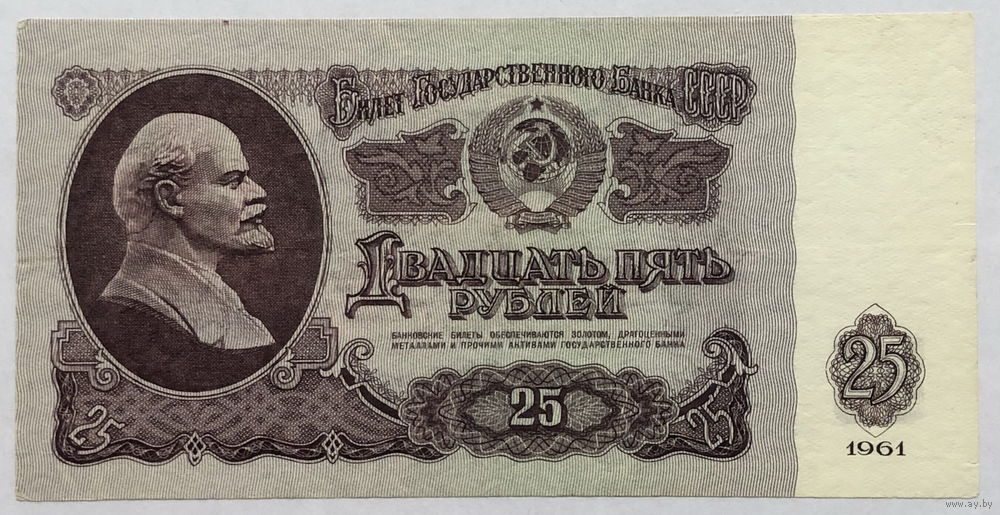 Билет Государственного Банка СССР
Двадцать пять
рублей
БАНКОВСКИЕ БИЛЕТЫ ОБЕСПЕЧИВАЮТСЯ ЗОЛОТОМ, ДРАГОЦЕННЫМИ
МЕТАЛЛАМИ И ПРОЧИМИ АКТИВАМИ ГОСУДАРСТВЕННОГО БАНКА
25
25
25
25
1961
www.ay.by